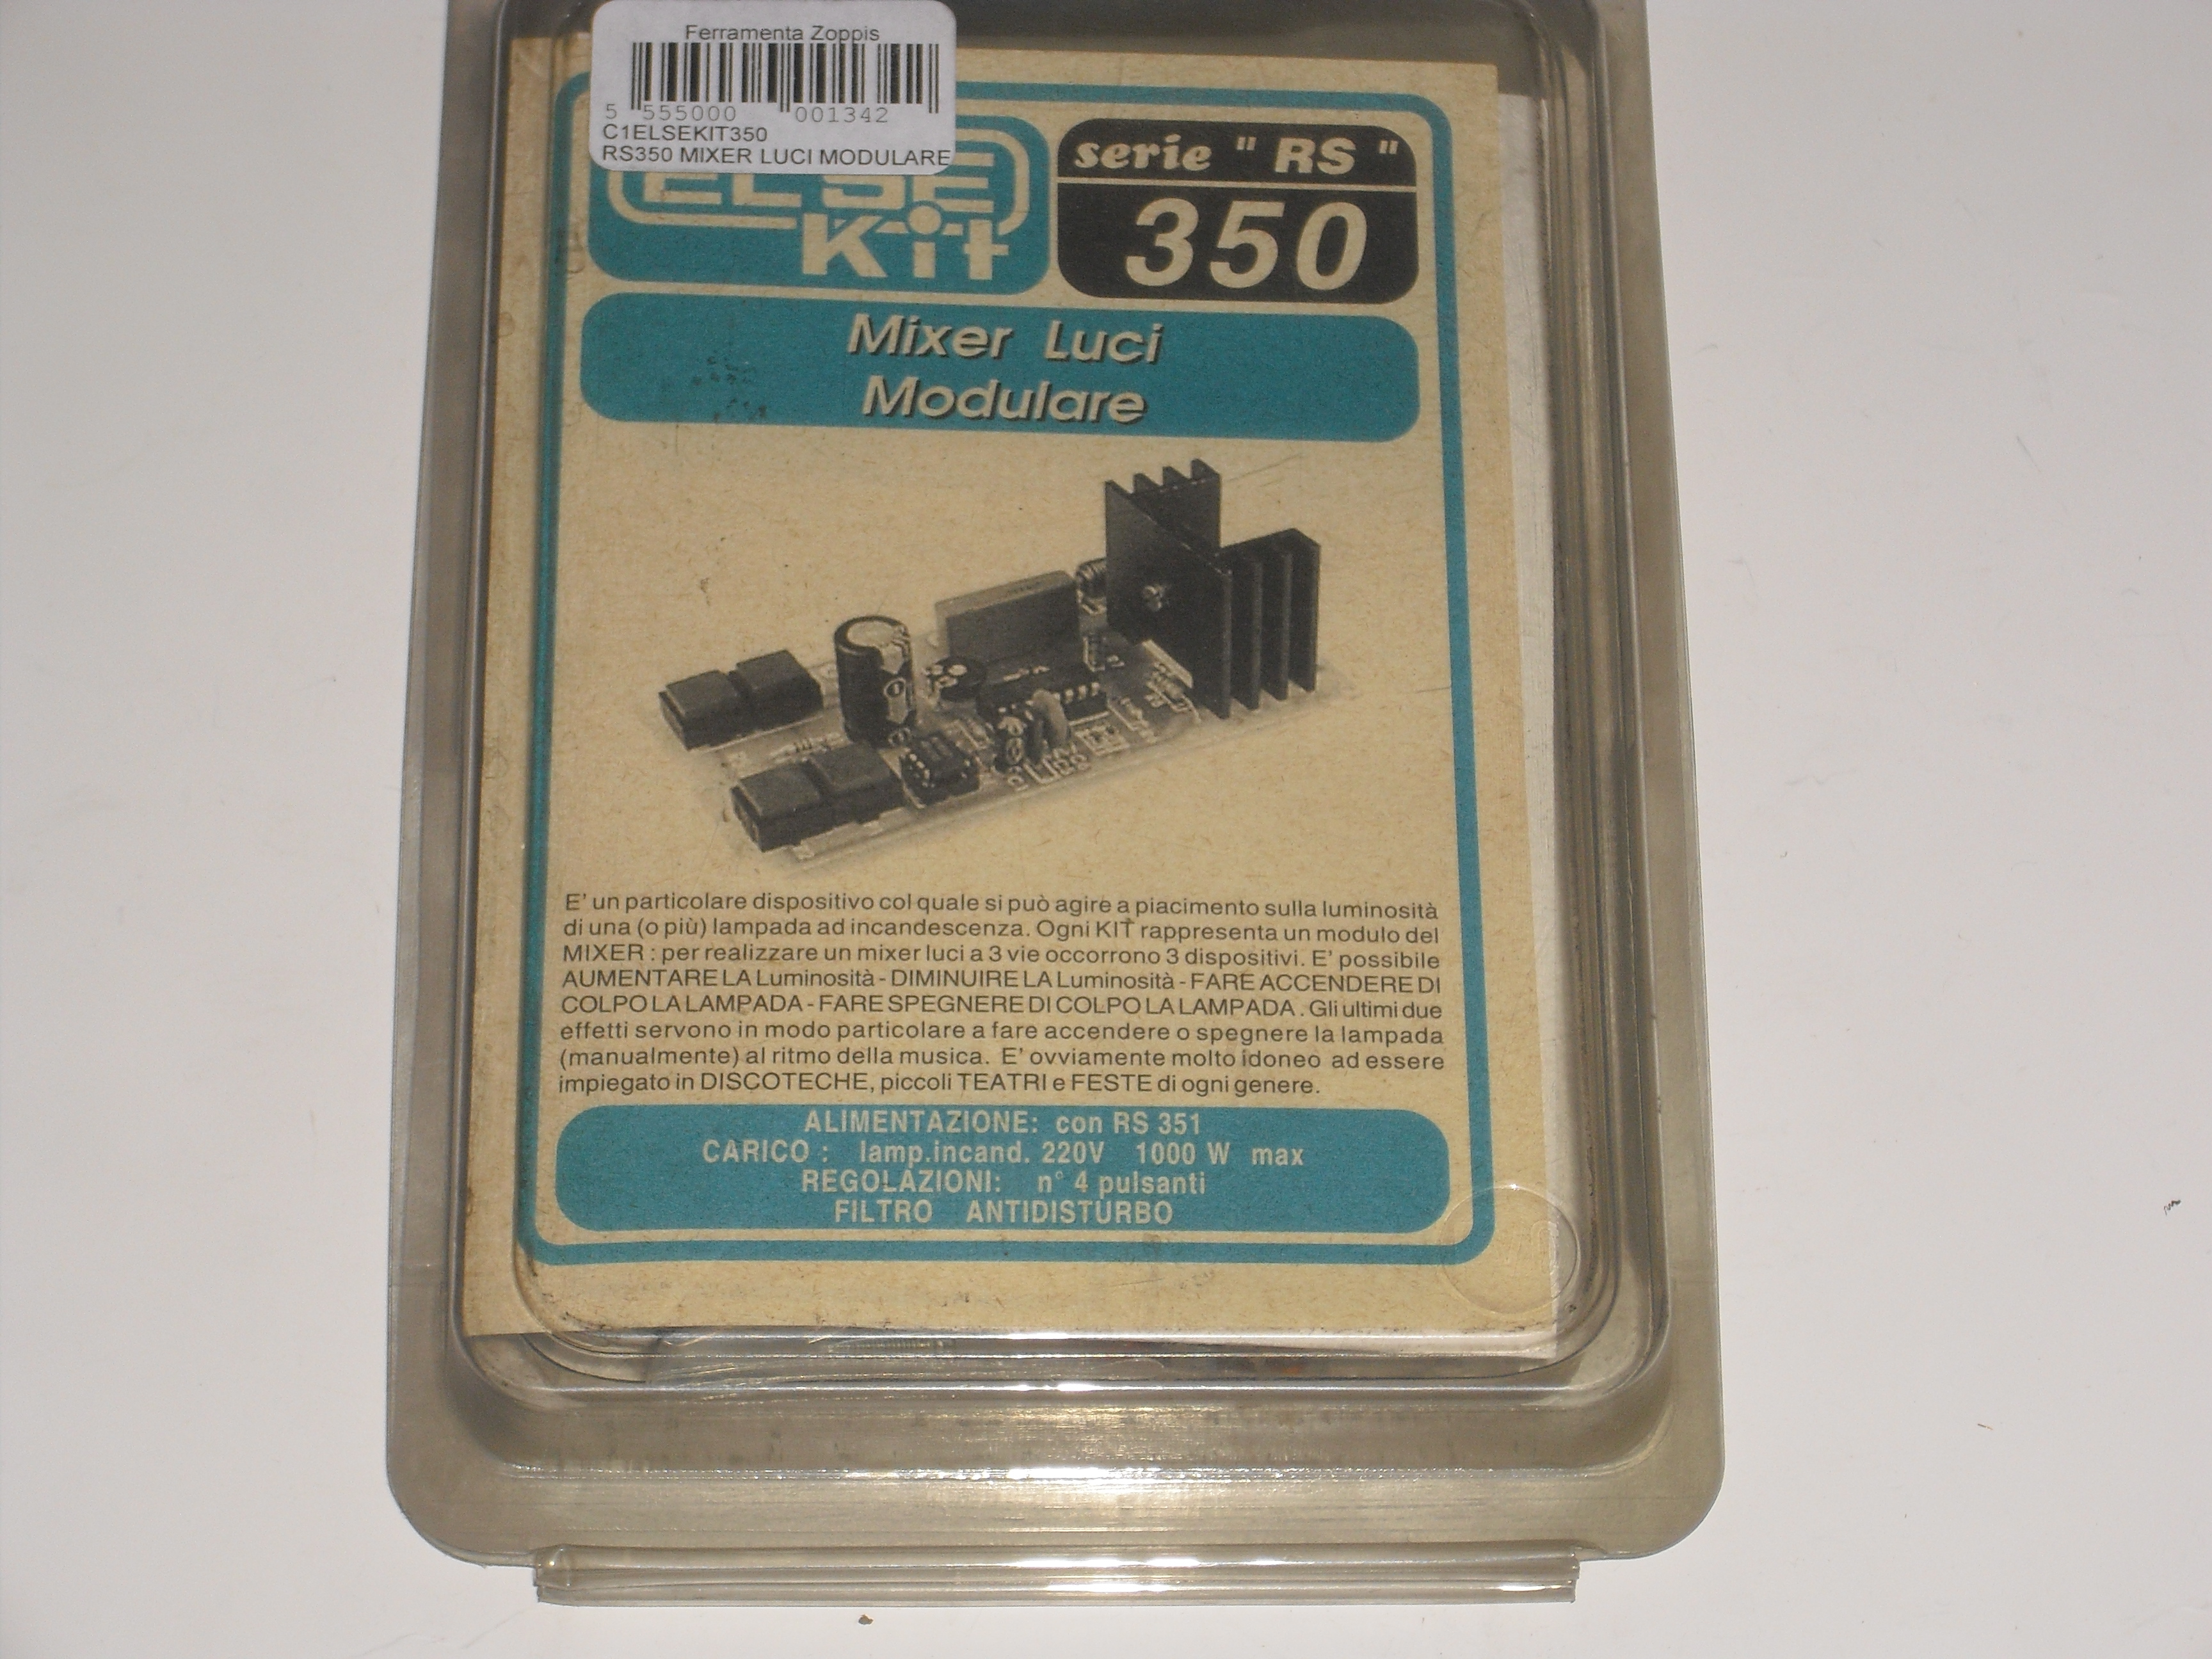 Ferramenta Zoppis
5 555000 001342
C1ELSEKIT350
RS350 MIXER LUCI MODULARE
ELSE
Kit
serie " RS "
350
Mixer Luci
Modulare
E' un particolare dispositivo col quale si può agire a piacimento sulla luminosità
di una (o più) lampada ad incandescenza. Ogni KIT rappresenta un modulo del
MIXER : per realizzare un mixer luci a 3 vie occorrono 3 dispositivi. E' possibile
AUMENTARE LA Luminosità - DIMINUIRE LA Luminosità - FARE ACCENDERE DI
COLPO LA LAMPADA - FARE SPEGNERE DI COLPO LA LAMPADA . Gli ultimi due
effetti servono in modo particolare a fare accendere o spegnere la lampada
(manualmente) al ritmo della musica. E' ovviamente molto idoneo ad essere
impiegato in DISCOTECHE, piccoli TEATRI e FESTE di ogni genere.
ALIMENTAZIONE: con RS 351
CARICO : lamp.incand. 220V 1000 W max
REGOLAZIONI: n° 4 pulsanti
FILTRO ANTIDISTURBO